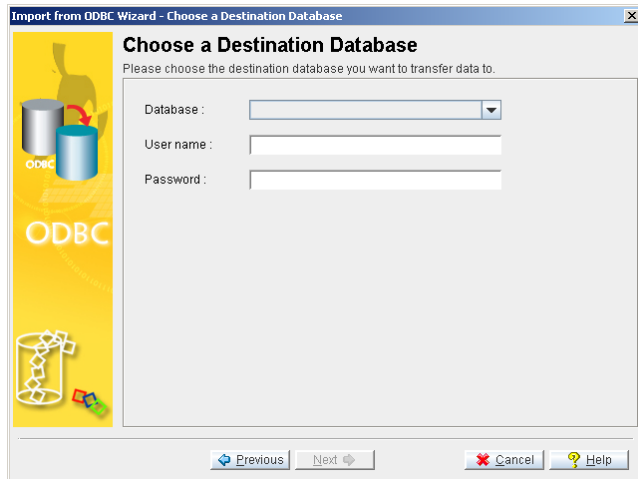 Import from ODBC Wizard - Choose a Destination Database
Choose a Destination Database
Please choose the destination database you want to transfer data to.
Database :
User name :
Password :
ODBC
ODBC
Previous
Next
Cancel
Help